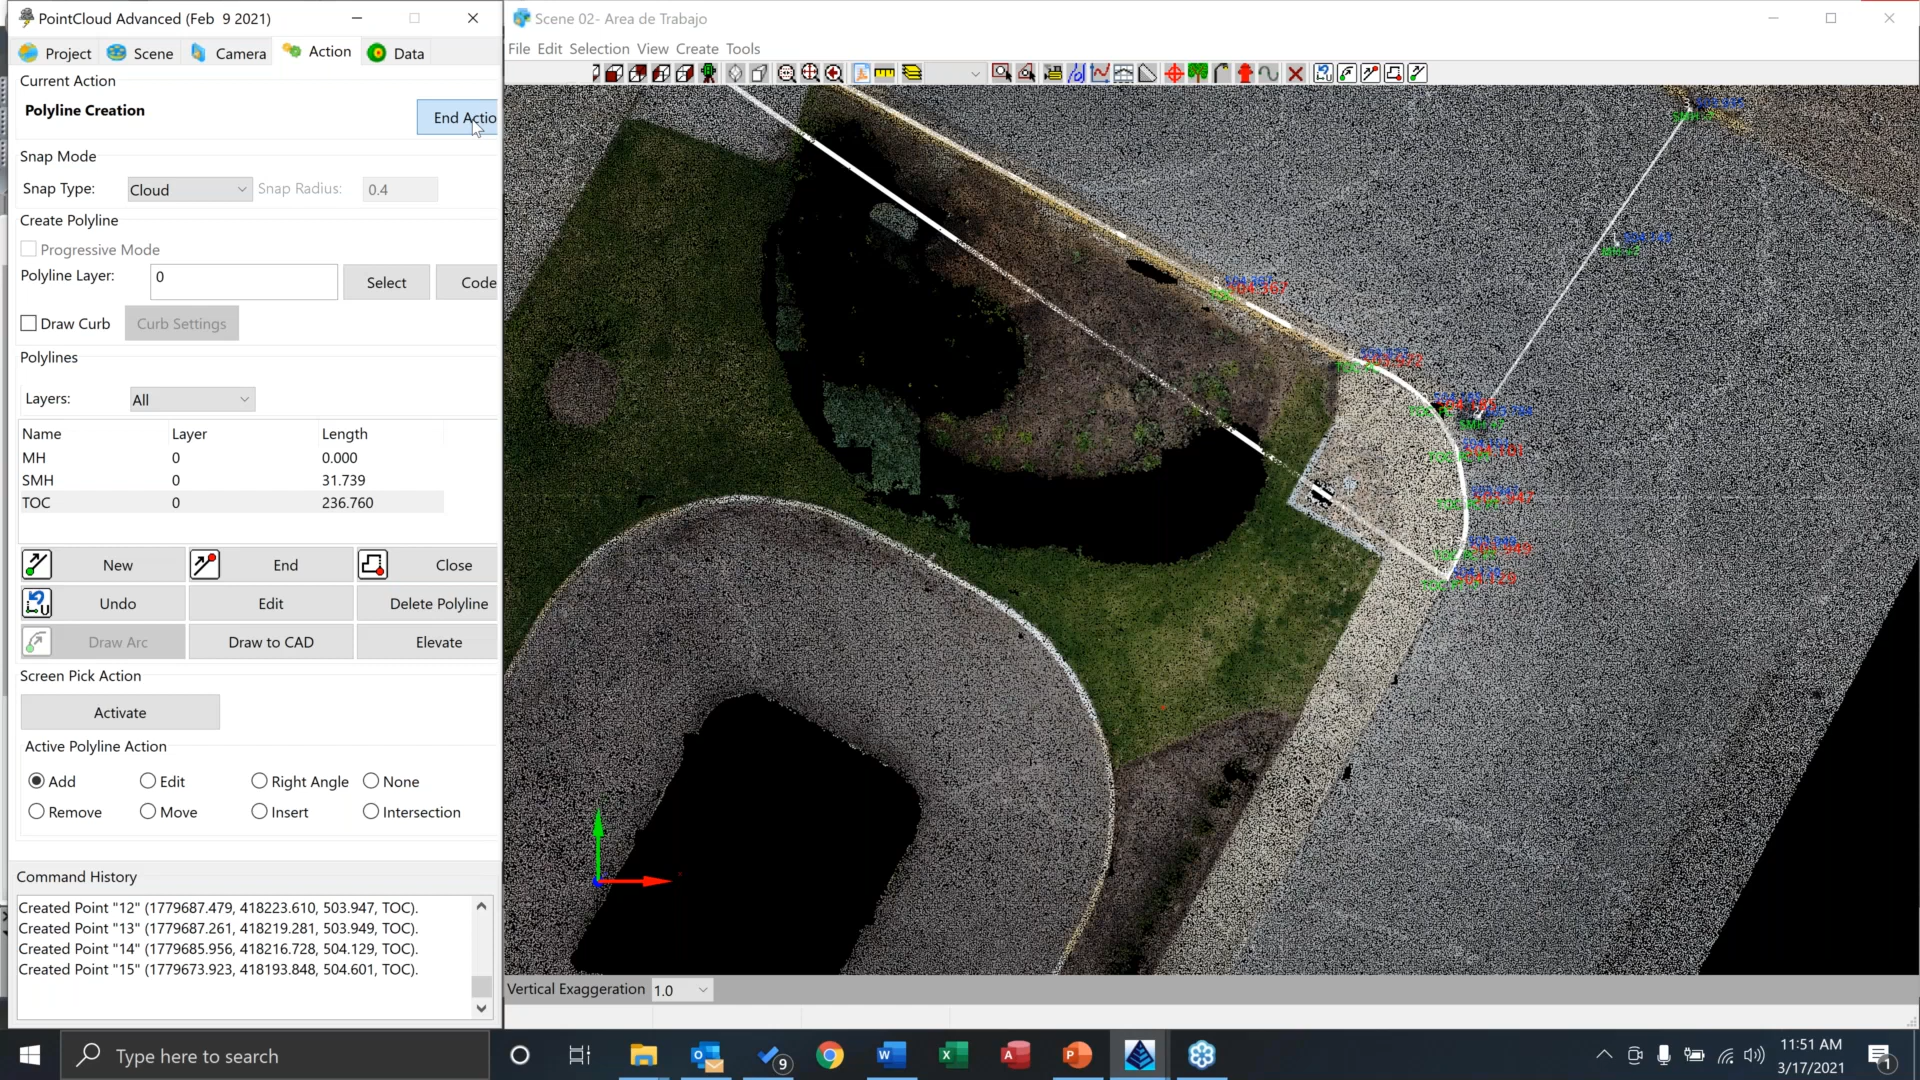 PointCloud Advanced (Feb 9 2021)
Scene 02- Area de Trabajo
Project Scene Camera Action Data
File Edit Selection View Create Tools
Current Action
Polyline Creation
End Actio
Snap Mode
Snap Type: Cloud Snap Radius: 0.4
Create Polyline
Progressive Mode
Polyline Layer: 0 Select Code
Draw Curb Curb Settings
Polylines
Layers: All
Name Layer Length
MH 0 0.000
SMH 0 31.739
TOC 0 236.760
New End Close
Undo Edit Delete Polyline
Draw Arc Draw to CAD Elevate
Screen Pick Action
Activate
Active Polyline Action
Add Edit Right Angle None
Remove Move Insert Intersection
Command History
Created Point "12" (1779687.479, 418223.610, 503.947, TOC).
Created Point "13" (1779687.261, 418219.281, 503.949, TOC).
Created Point "14" (1779685.956, 418216.728, 504.129, TOC).
Created Point "15" (1779673.923, 418193.848, 504.601, TOC).
Vertical Exaggeration 1.0
Type here to search
9
11:51 AM
3/17/2021
1